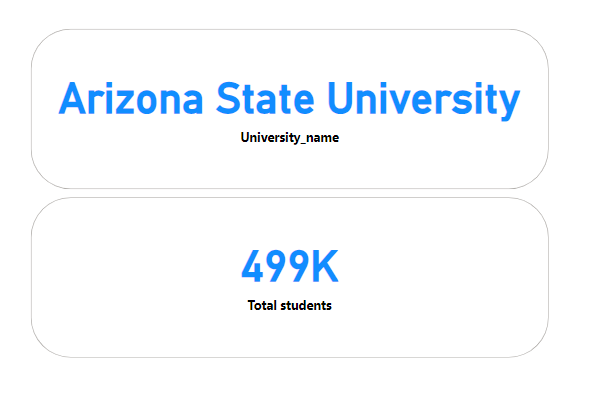 Arizona State University
University_name
499K
Total students